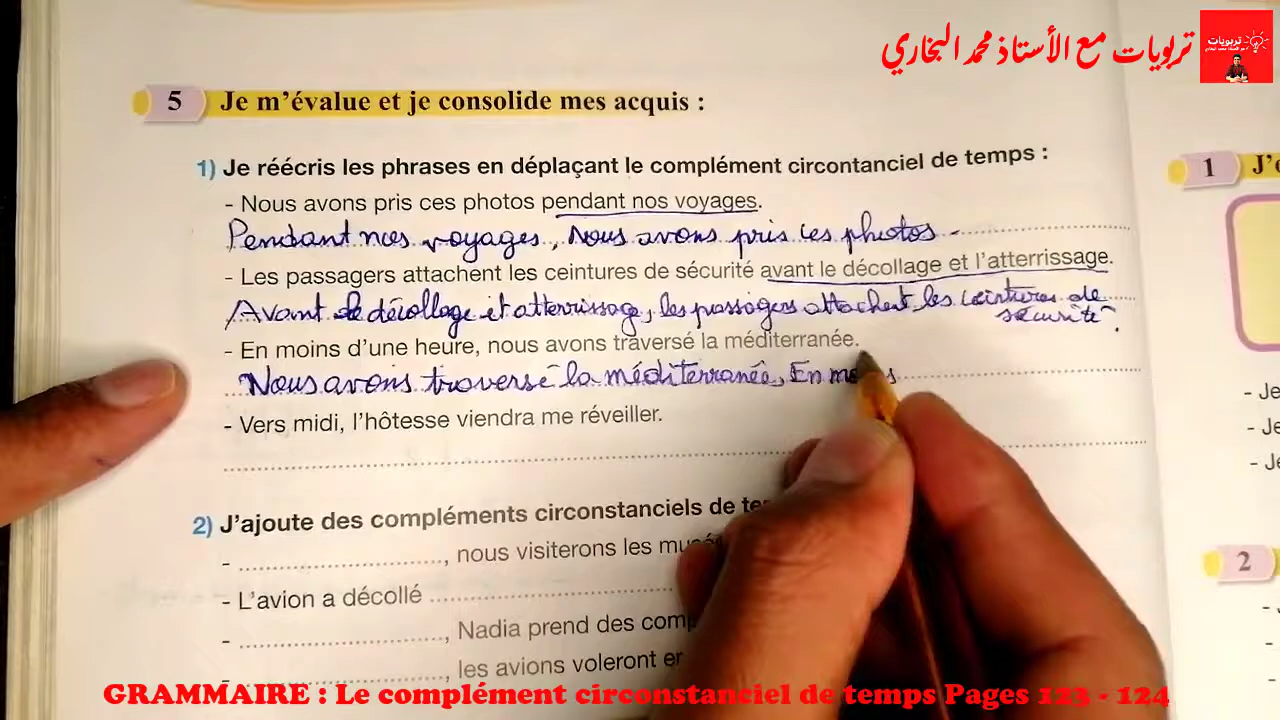 تربويات مع الأستاذ محمد البخاري
تربويات
5 Je m'évalue et je consolide mes acquis :
1) Je réécris les phrases en déplaçant le complément circontanciel de temps :
- Nous avons pris ces photos pendant nos voyages.
Pendant nos voyages, Nous avons pris ces photos.
- Les passagers attachent les ceintures de sécurité avant le décollage et l'atterrissage.
Avant le décollage et atterrissage, les passagers attachent les ceintures de
sécurité.
- En moins d'une heure, nous avons traversé la méditerranée.
Nous avons traversé la méditerranée, En moins
- Vers midi, l'hôtesse viendra me réveiller.
2) J'ajoute des compléments circonstanciels de
- ..............................., nous visiterons les
- L'avion a décollé ...............................
- ..............................., Nadia prend des
- ..............................., les avions voleront
1 J'
- Je
- Je
- Je
2
GRAMMAIRE : Le complément circonstanciel de temps Pages 123 - 124